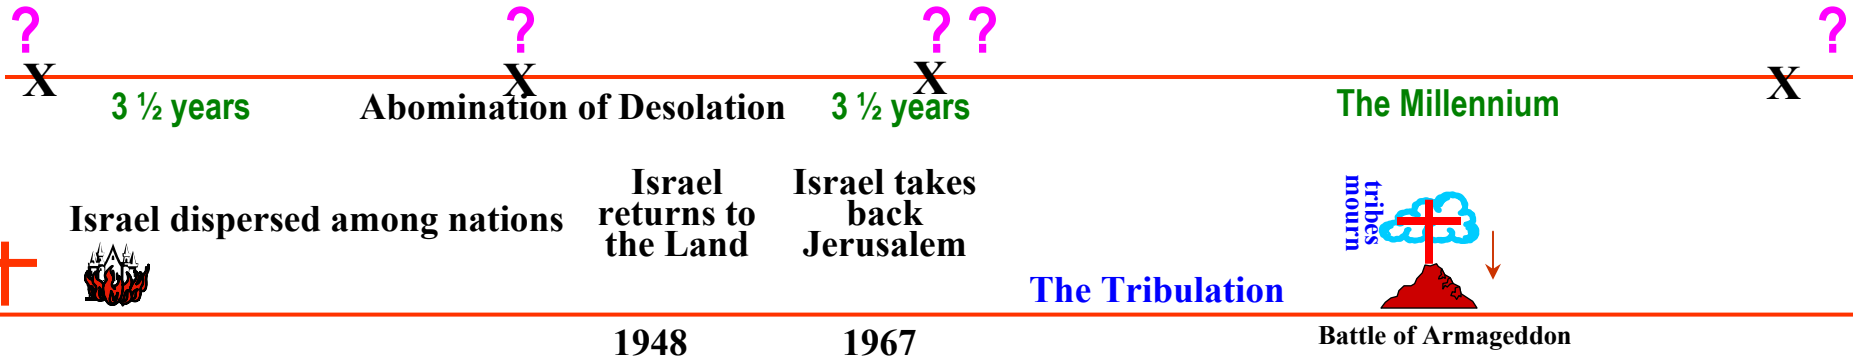 ? ? ? ? ?
X X X X
3 ½ years Abomination of Desolation 3 ½ years The Millennium
Israel dispersed among nations
Israel
returns to
the Land
Israel takes
back
Jerusalem
tribes
mourn
The Tribulation
1948 1967 Battle of Armageddon